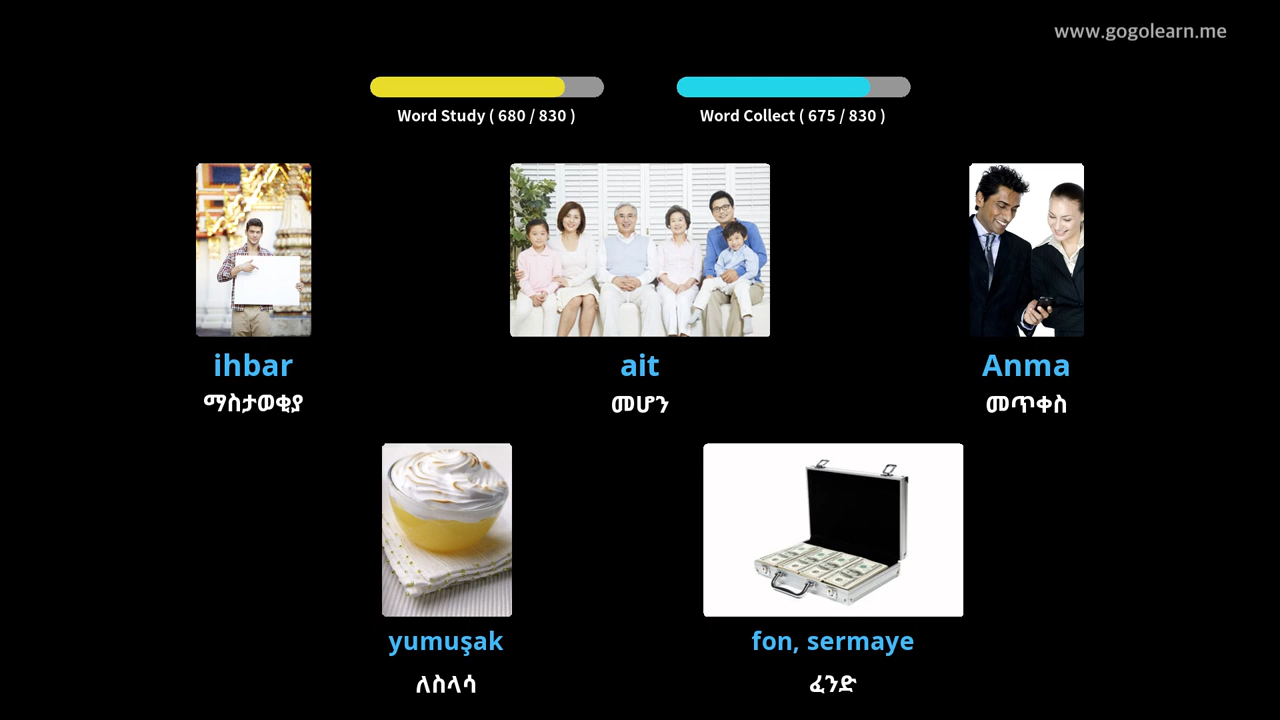 www.gogolearn.me
Word Study ( 680 / 830 )
Word Collect ( 675 / 830 )
ihbar
ማስታወቂያ
ait
መሆን
Anma
መጥቀስ
yumuşak
ለስላሳ
fon, sermaye
ፈንድ